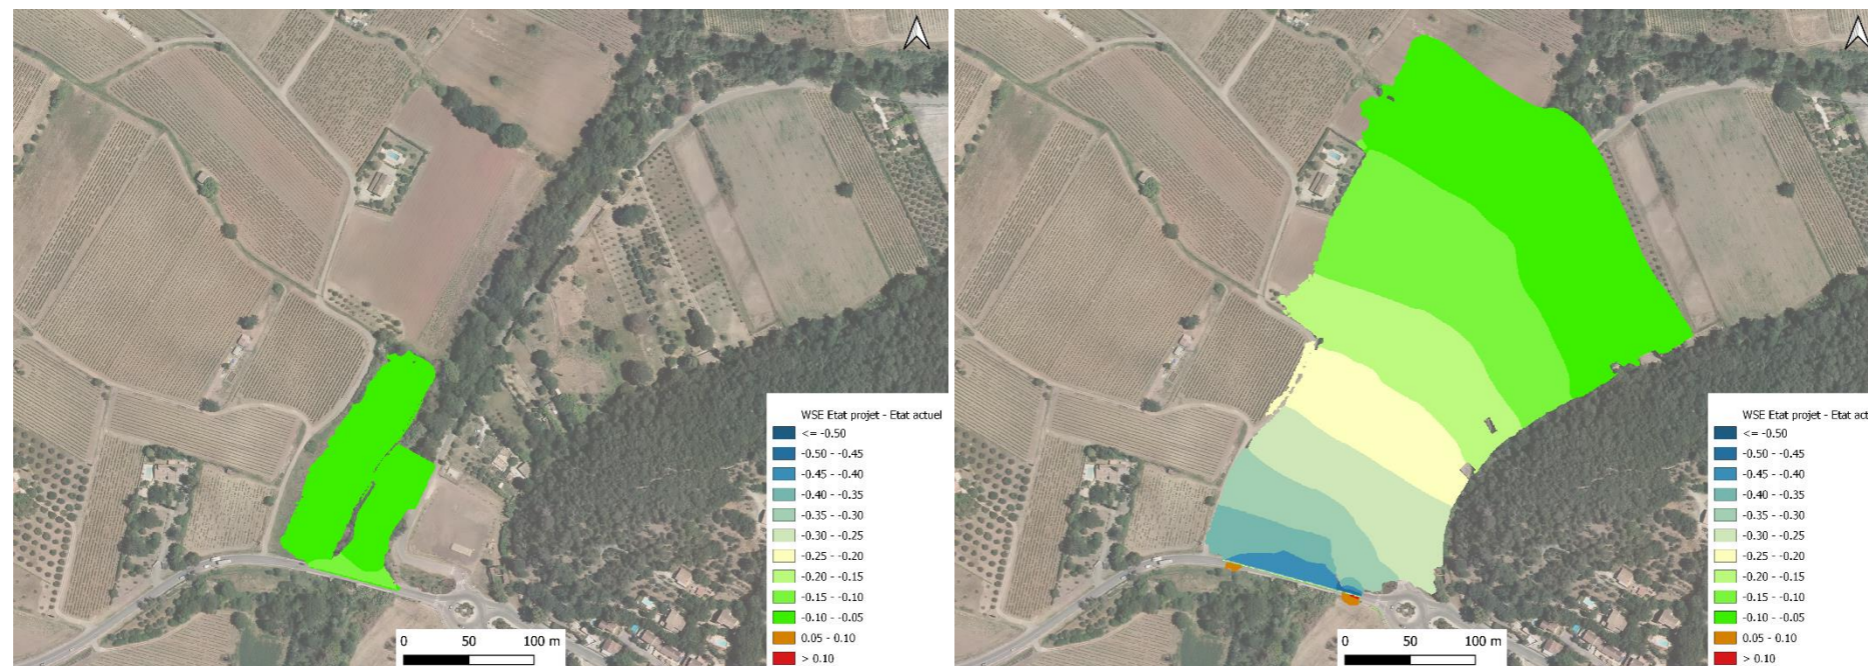 WSE Etat projet - Etat actuel
<= -0.50
-0.50 - -0.45
-0.45 - -0.40
-0.40 - -0.35
-0.35 - -0.30
-0.30 - -0.25
-0.25 - -0.20
-0.20 - -0.15
-0.15 - -0.10
-0.10 - -0.05
0.05 - 0.10
> 0.10
0 50 100 m
WSE Etat projet - Etat act
<= -0.50
-0.50 - -0.45
-0.45 - -0.40
-0.40 - -0.35
-0.35 - -0.30
-0.30 - -0.25
-0.25 - -0.20
-0.20 - -0.15
-0.15 - -0.10
-0.10 - -0.05
0.05 - 0.10
> 0.10
0 50 100 m